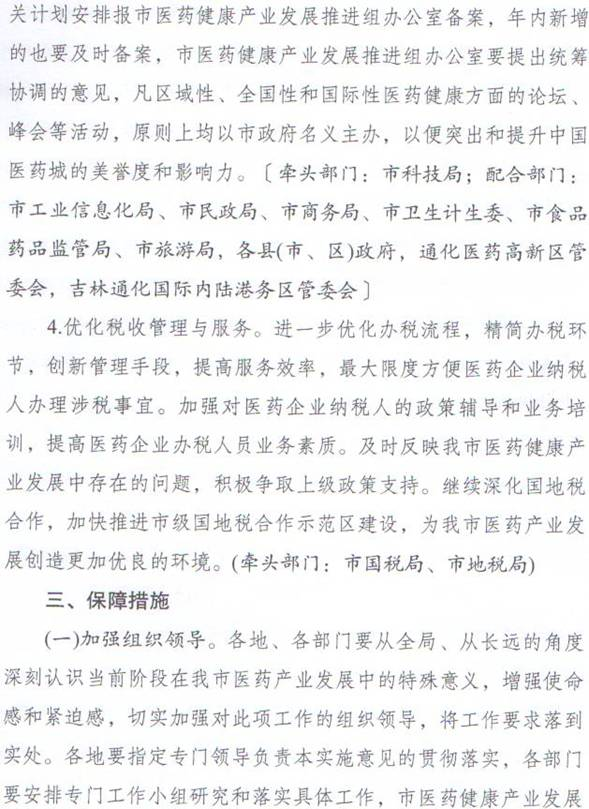 关计划安排报市医药健康产业发展推进组办公室备案，年内新增
的也要及时备案，市医药健康产业发展推进组办公室要提出统筹
协调的意见，凡区域性、全国性和国际性医药健康方面的论坛、
峰会等活动，原则上均以市政府名义主办，以便突出和提升中国
医药城的美誉度和影响力。〔牵头部门：市科技局；配合部门：
市工业信息化局、市民政局、市商务局、市卫生计生委、市食品
药品监管局、市旅游局，各县(市、区)政府，通化医药高新区管
委会，吉林通化国际内陆港务区管委会〕
4.优化税收管理与服务。进一步优化办税流程，精简办税环
节，创新管理手段，提高服务效率，最大限度方便医药企业纳税
人办理涉税事宜。加强对医药企业纳税人的政策辅导和业务培
训，提高医药企业办税人员业务素质。及时反映我市医药健康产
业发展中存在的问题，积极争取上级政策支持。继续深化国地税
合作，加快推进市级国地税合作示范区建设，为我市医药产业发
展创造更加优良的环境。(牵头部门：市国税局、市地税局)
三、保障措施
(一)加强组织领导。各地、各部门要从全局、从长远的角度
深刻认识当前阶段在我市医药产业发展中的特殊意义，增强使命
感和紧迫感，切实加强对此项工作的组织领导，将工作要求落到
实处。各地要指定专门领导负责本实施意见的贯彻落实，各部门
要安排专门工作小组研究和落实具体工作，市医药健康产业发展